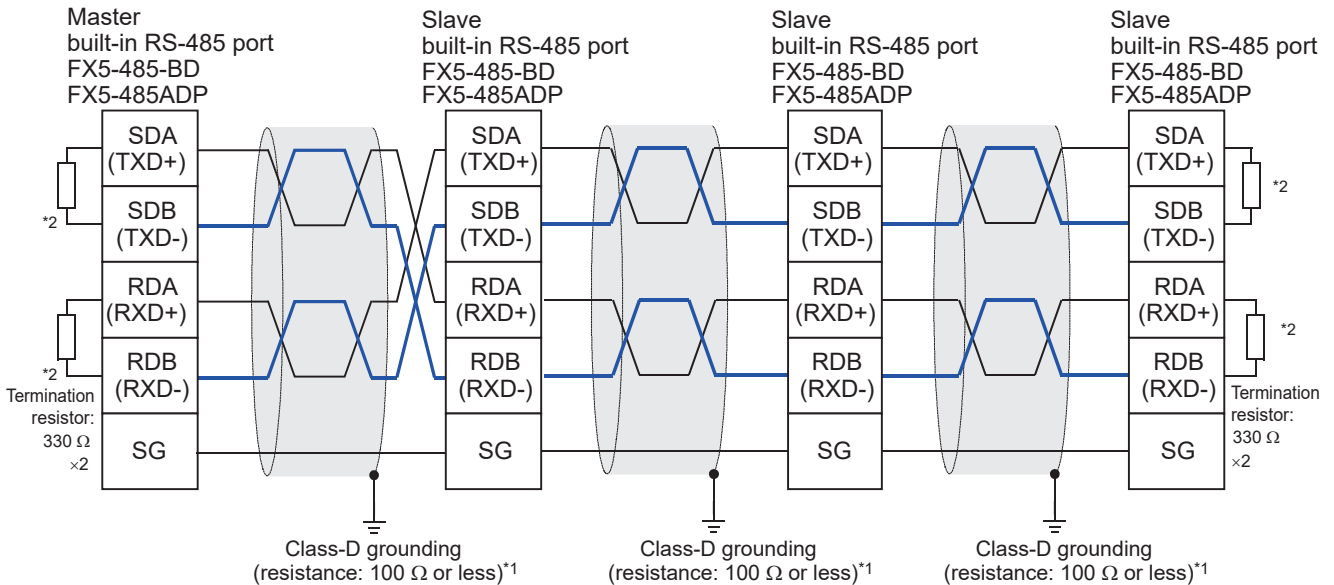 Master
built-in RS-485 port
FX5-485-BD
FX5-485ADP
Slave
built-in RS-485 port
FX5-485-BD
FX5-485ADP
Slave
built-in RS-485 port
FX5-485-BD
FX5-485ADP
Slave
built-in RS-485 port
FX5-485-BD
FX5-485ADP
*2
*2
Termination
resistor:
330 Ω
×2
SDA
(TXD+)
SDB
(TXD-)
RDA
(RXD+)
RDB
(RXD-)
SG
SDA
(TXD+)
SDB
(TXD-)
RDA
(RXD+)
RDB
(RXD-)
SG
SDA
(TXD+)
SDB
(TXD-)
RDA
(RXD+)
RDB
(RXD-)
SG
SDA
(TXD+)
SDB
(TXD-)
RDA
(RXD+)
RDB
(RXD-)
SG
*2
*2
Termination
resistor:
330 Ω
×2
Class-D grounding
(resistance: 100 Ω or less)*1
Class-D grounding
(resistance: 100 Ω or less)*1
Class-D grounding
(resistance: 100 Ω or less)*1